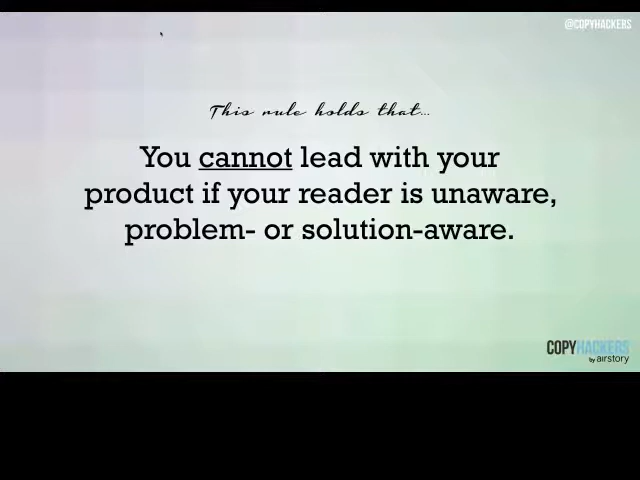 @COPYHACKERS
This rule holds that...
You cannot lead with your
product if your reader is unaware,
problem- or solution-aware.
COPYHACKERS
by airstory